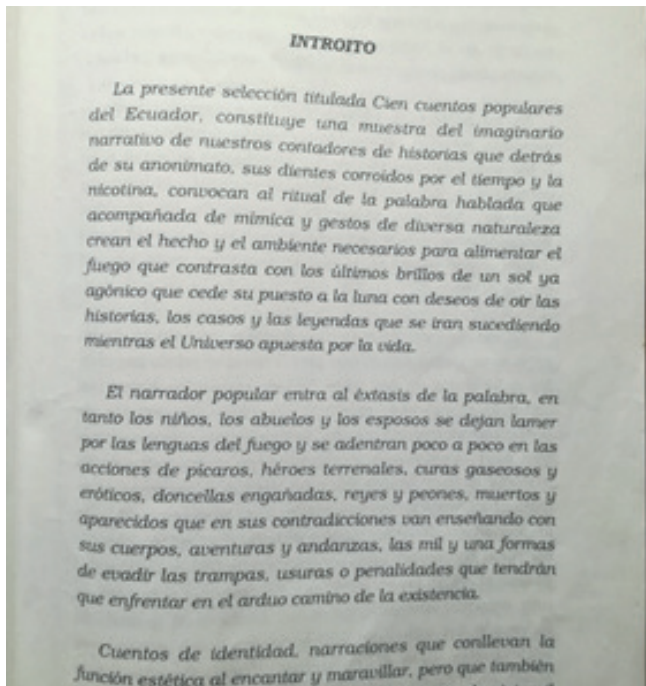 INTROITO
La presente selección titulada Cien cuentos populares
del Ecuador, constituye una muestra del imaginario
narrativo de nuestros contadores de historias que detrás
de su anonimato, sus dientes corroídos por el tiempo y la
nicotina, convocan al ritual de la palabra hablada que
acompañada de mímica y gestos de diversa naturaleza
crean el hecho y el ambiente necesarios para alimentar el
fuego que contrasta con los últimos brillos de un sol ya
agónico que cede su puesto a la luna con deseos de oír las
historias, los casos y las leyendas que se iran sucediendo
mientras el Universo apuesta por la vida.
El narrador popular entra al éxtasis de la palabra, en
tanto los niños, los abuelos y los esposos se dejan lamer
por las lenguas del fuego y se adentran poco a poco en las
acciones de pícaros, héroes terrenales, curas gaseosos y
eróticos, doncellas engañadas, reyes y peones, muertos y
aparecidos que en sus contradicciones van enseñando con
sus cuerpos, aventuras y andanzas, las mil y una formas
de evadir las trampas, usuras o penalidades que tendrán
que enfrentar en el arduo camino de la existencia.
Cuentos de identidad, narraciones que conllevan la
función estética al encantar y maravillar, pero que también